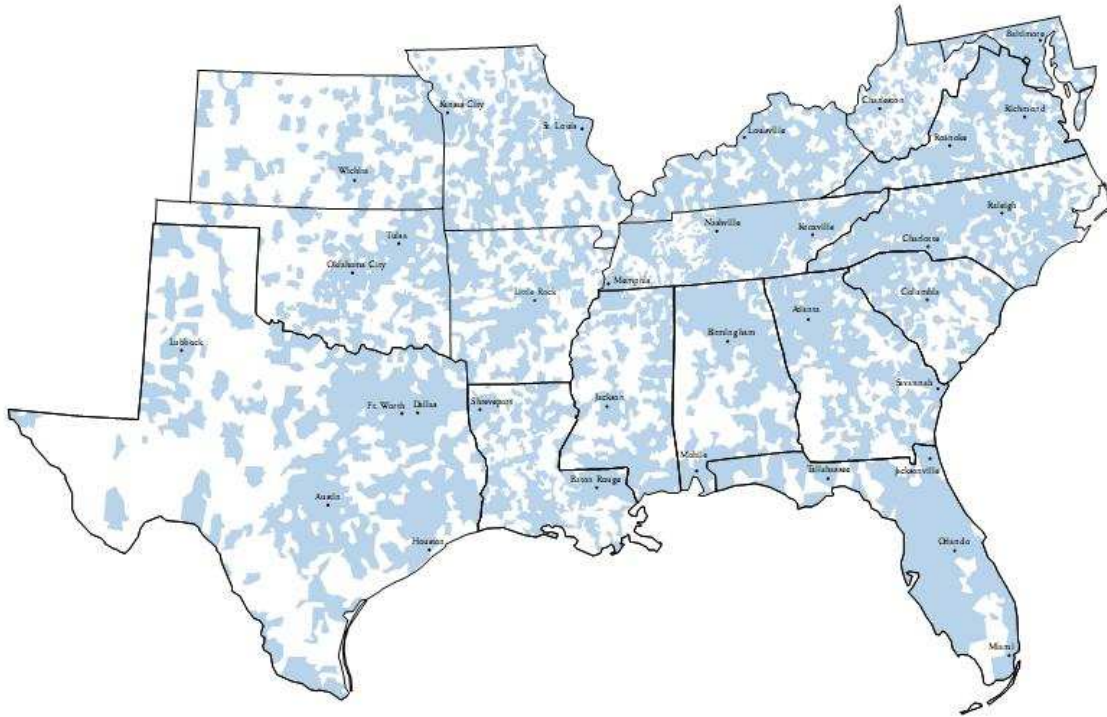 Baltimore
Charleston
Kansas City
Richmond
St. Louis
Louisville
Roanoke
Wichita
Raleigh
Nashville
Knoxville
Tulsa
Charlotte
Oklahoma City
Memphis
Little Rock
Columbia
Atlanta
Birmingham
Lubbock
Savannah
Shreveport
Jackson
Ft. Worth
Dallas
Mobile
Tallahassee
Jacksonville
Baton Rouge
Austin
Houston
Orlando
Miami